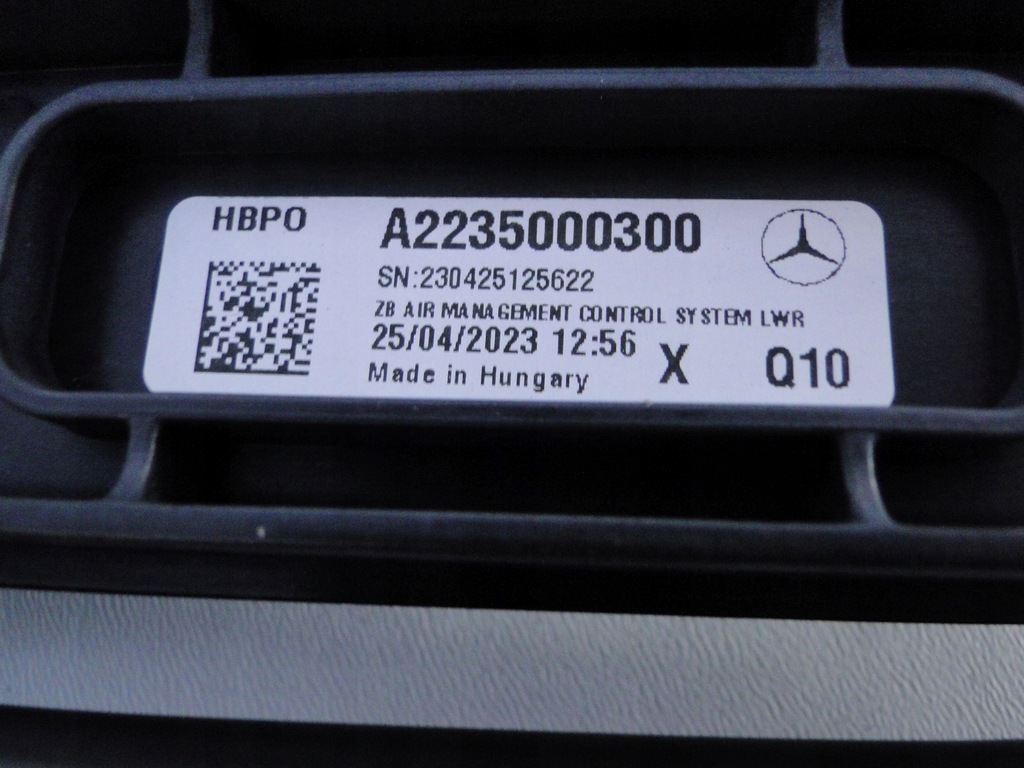 HBPO
A2235000300
SN:230425125622
ZB AIR MANAGEMENT CONTROL SYSTEM LWR
25/04/2023 12:56
X Q10
Made in Hungary